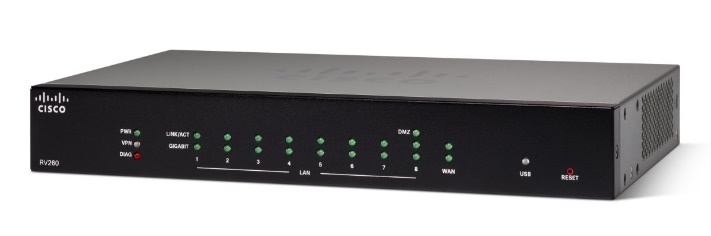 CISCO
PWR
VPN
DIAG
RV260
LINK/ACT
GIGABIT
DMZ
1 2 3 4 5 6 7 8
LAN
WAN
USB
RESET